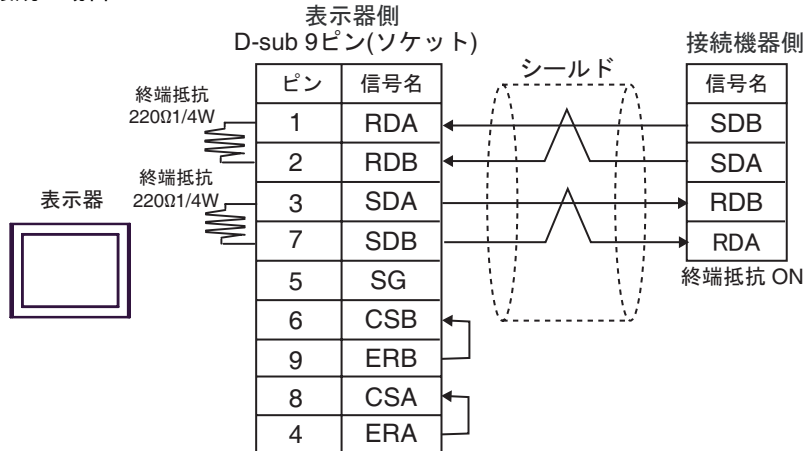 表示器側
D-sub 9ピン(ソケット)
接続機器側
シールド
ピン 信号名
信号名
終端抵抗
220Ω1/4W
1 RDA
SDB
2 RDB
SDA
終端抵抗
220Ω1/4W
表示器
3 SDA
RDB
7 SDB
RDA
5 SG
終端抵抗 ON
6 CSB
9 ERB
8 CSA
4 ERA